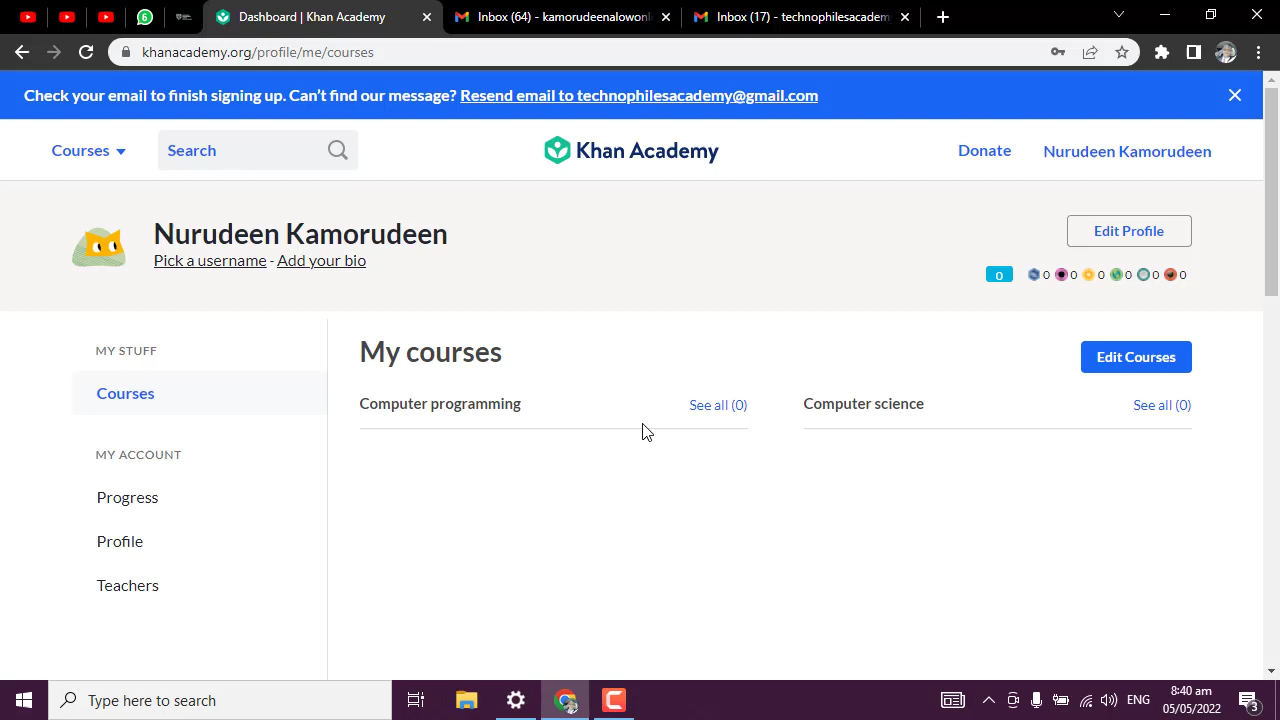 Dashboard | Khan Academy
Inbox (64) - kamorudeenalowonl
Inbox (17) - technophilesacadem
khanacademy.org/profile/me/courses
Check your email to finish signing up. Can't find our message? Resend email to technophilesacademy@gmail.com
Courses
Search
Khan Academy
Donate
Nurudeen Kamorudeen
Nurudeen Kamorudeen
Pick a username - Add your bio
Edit Profile
0 0 0 0 0 0 0
MY STUFF
Courses
MY ACCOUNT
Progress
Profile
Teachers
My courses
Edit Courses
Computer programming
See all (0)
Computer science
See all (0)
Type here to search
ENG
8:40 am
05/05/2022
3
6